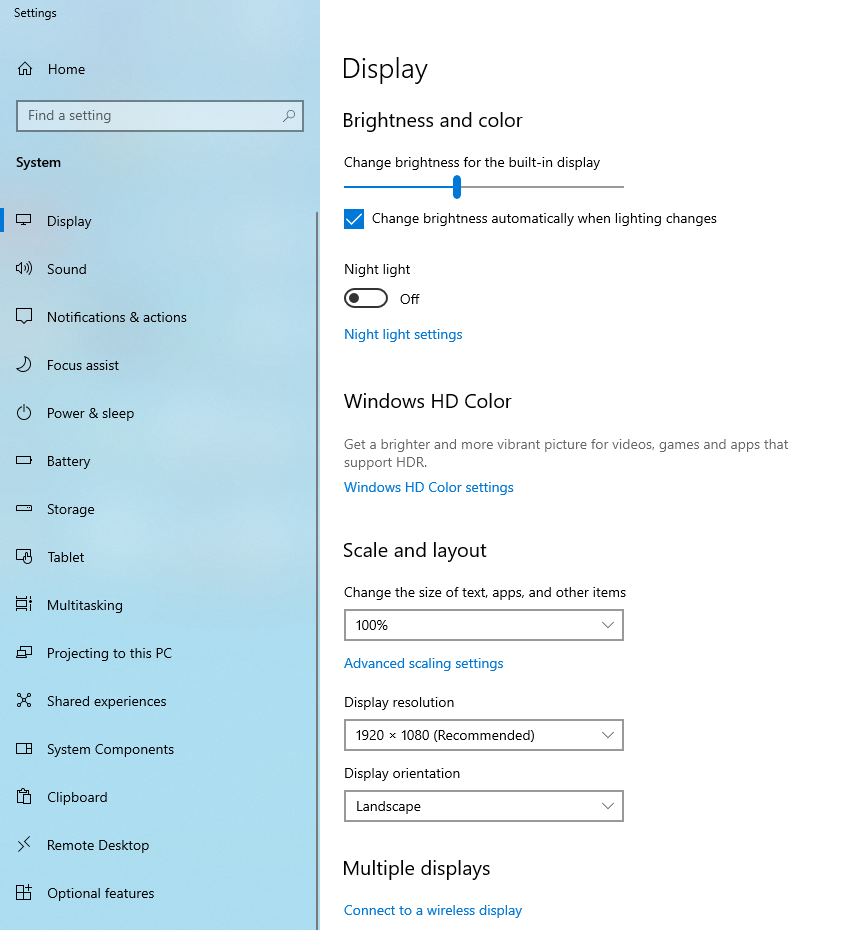 Settings
Home
Find a setting
System
Display
Sound
Notifications & actions
Focus assist
Power & sleep
Battery
Storage
Tablet
Multitasking
Projecting to this PC
Shared experiences
System Components
Clipboard
Remote Desktop
Optional features
Display
Brightness and color
Change brightness for the built-in display
Change brightness automatically when lighting changes
Night light
Off
Night light settings
Windows HD Color
Get a brighter and more vibrant picture for videos, games and apps that
support HDR.
Windows HD Color settings
Scale and layout
Change the size of text, apps, and other items
100%
Advanced scaling settings
Display resolution
1920 × 1080 (Recommended)
Display orientation
Landscape
Multiple displays
Connect to a wireless display